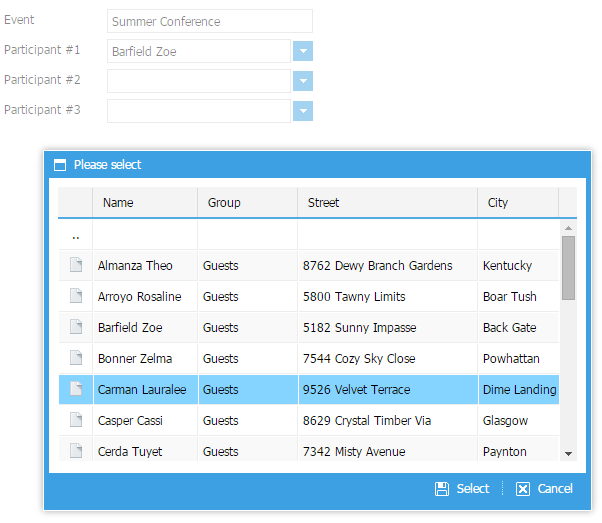 Event Summer Conference
Participant #1 Barfield Zoe
Participant #2
Participant #3
Please select
Name Group Street City
..
Almanza Theo Guests 8762 Dewy Branch Gardens Kentucky
Arroyo Rosaline Guests 5800 Tawny Limits Boar Tush
Barfield Zoe Guests 5182 Sunny Impasse Back Gate
Bonner Zelma Guests 7544 Cozy Sky Close Powhattan
Carman Lauralee Guests 9526 Velvet Terrace Dime Landing
Casper Cassi Guests 8629 Crystal Timber Via Glasgow
Cerda Tuyet Guests 7342 Misty Avenue Paynton
Select Cancel